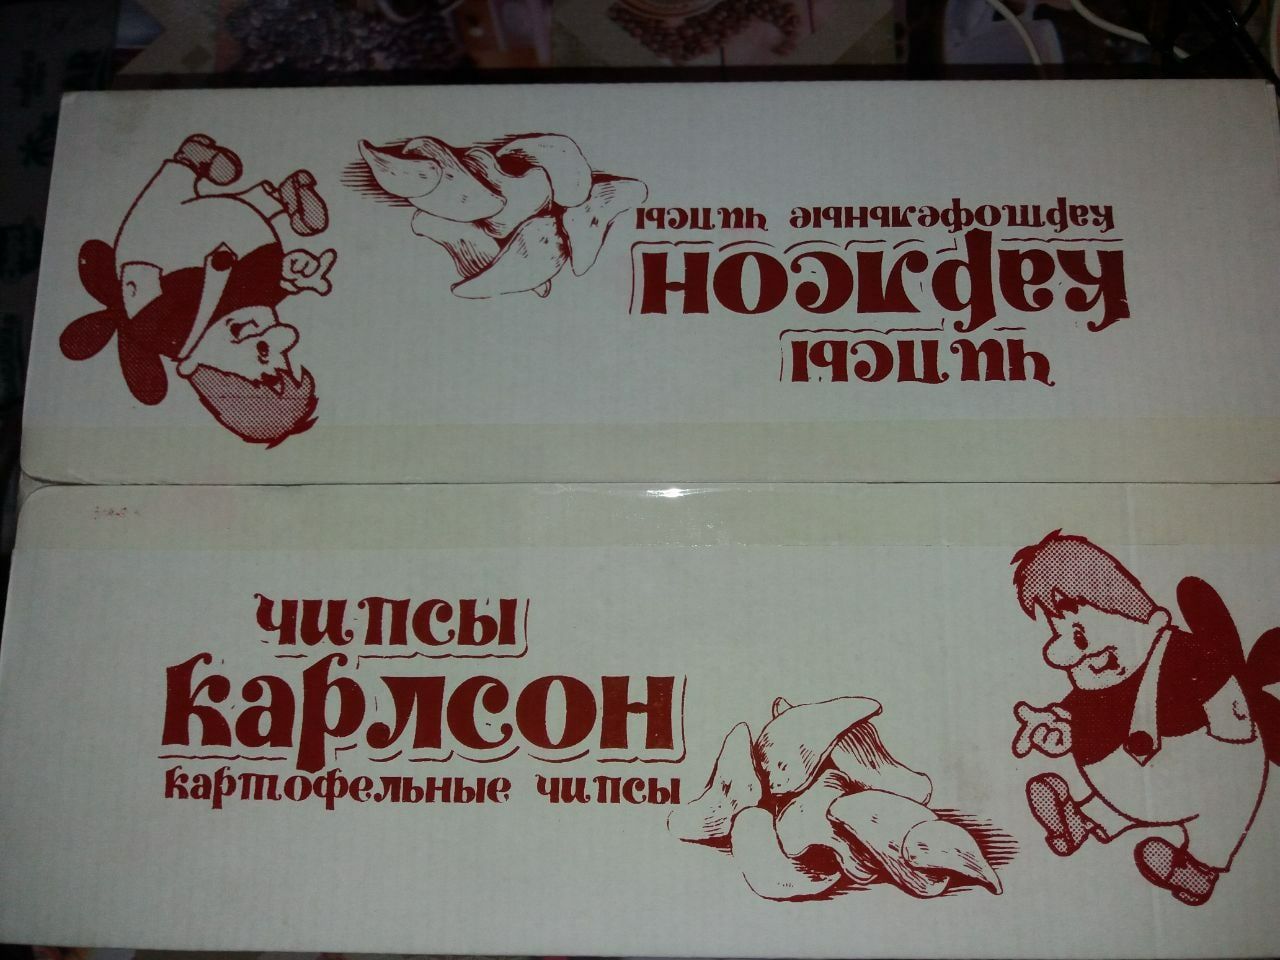 чипсы
карлсон
картофельные чипсы
чипсы
карлсон
картофельные чипсы